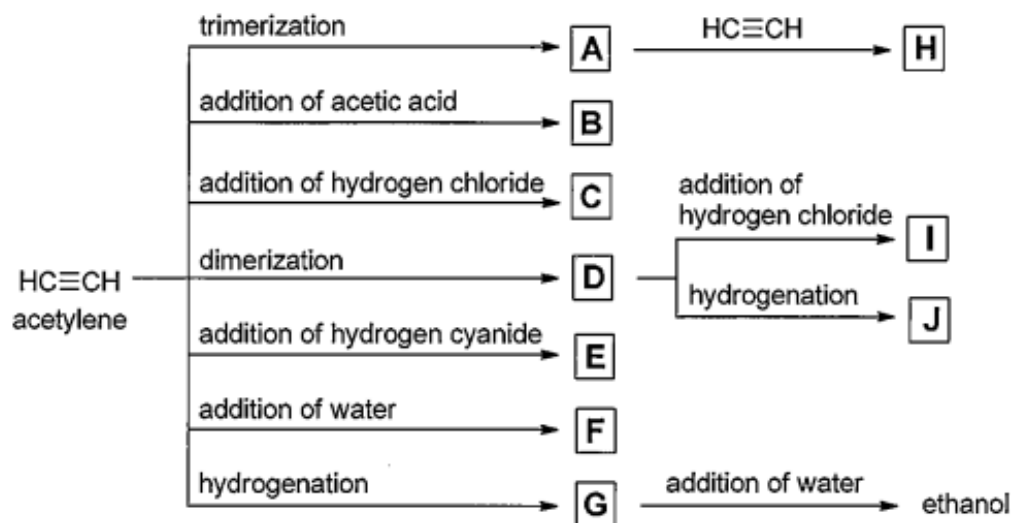 trimerization
A
HC≡CH
H
addition of acetic acid
B
addition of hydrogen chloride
C
addition of
hydrogen chloride
I
HC≡CH
acetylene
dimerization
D
hydrogenation
J
addition of hydrogen cyanide
E
addition of water
F
hydrogenation
G
addition of water
ethanol